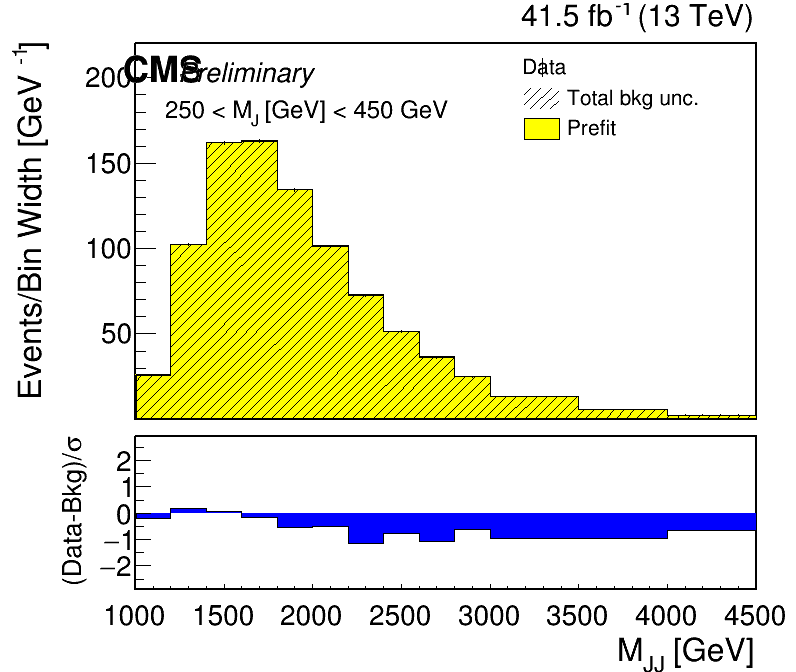 41.5 fb-1 (13 TeV)
CMS Preliminary
250 < MJ [GeV] < 450 GeV
Data
Total bkg unc.
Prefit
Events/Bin Width [GeV-1]
200
150
100
50
(Data-Bkg)/σ
2
1
0
−1
−2
1000 1500 2000 2500 3000 3500 4000 4500
MJJ [GeV]